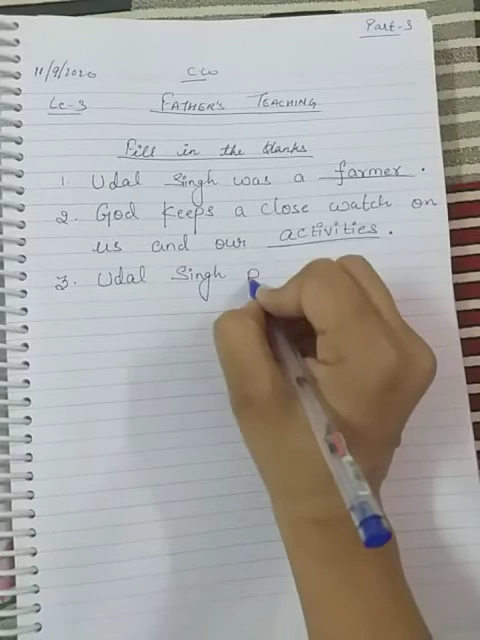 Part-3
11/9/2020
CW
Lc-3 FATHER'S TEACHING
Fill in the blanks
1. Udal Singh was a farmer.
2. God keeps a close watch on
us and our activities.
3. Udal Singh